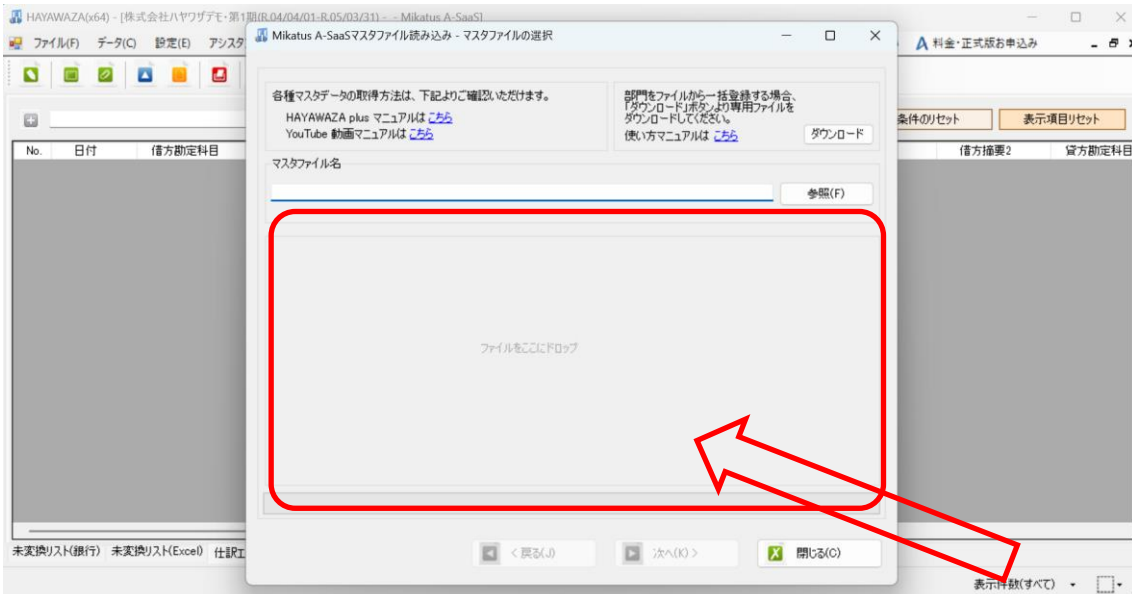 HAYAWAZA(x64) - [株式会社ハヤワザデモ・第1期(R.04/04/01-R.05/03/31) - - Mikatus A-SaaS]
ファイル(F) データ(C) 設定(E) アシスタ
料金・正式版お申込み
条件のリセット 表示項目リセット
No. 日付 借方勘定科目
借方摘要2 貸方勘定科目
Mikatus A-SaaSマスタファイル読み込み - マスタファイルの選択
各種マスタデータの取得方法は、下記よりご確認いただけます。
HAYAWAZA plus マニュアルは こちら
YouTube 動画マニュアルは こちら
部門をファイルから一括登録する場合、
「ダウンロード」ボタンより専用ファイルを
ダウンロードしてください。
使い方マニュアルは こちら
ダウンロード
マスタファイル名
参照(F)
ファイルをここにドロップ
< 戻る(J) 次へ(K) > 閉じる(C)
未変換リスト(銀行) 未変換リスト(Excel) 仕訳エ
表示件数(すべて)